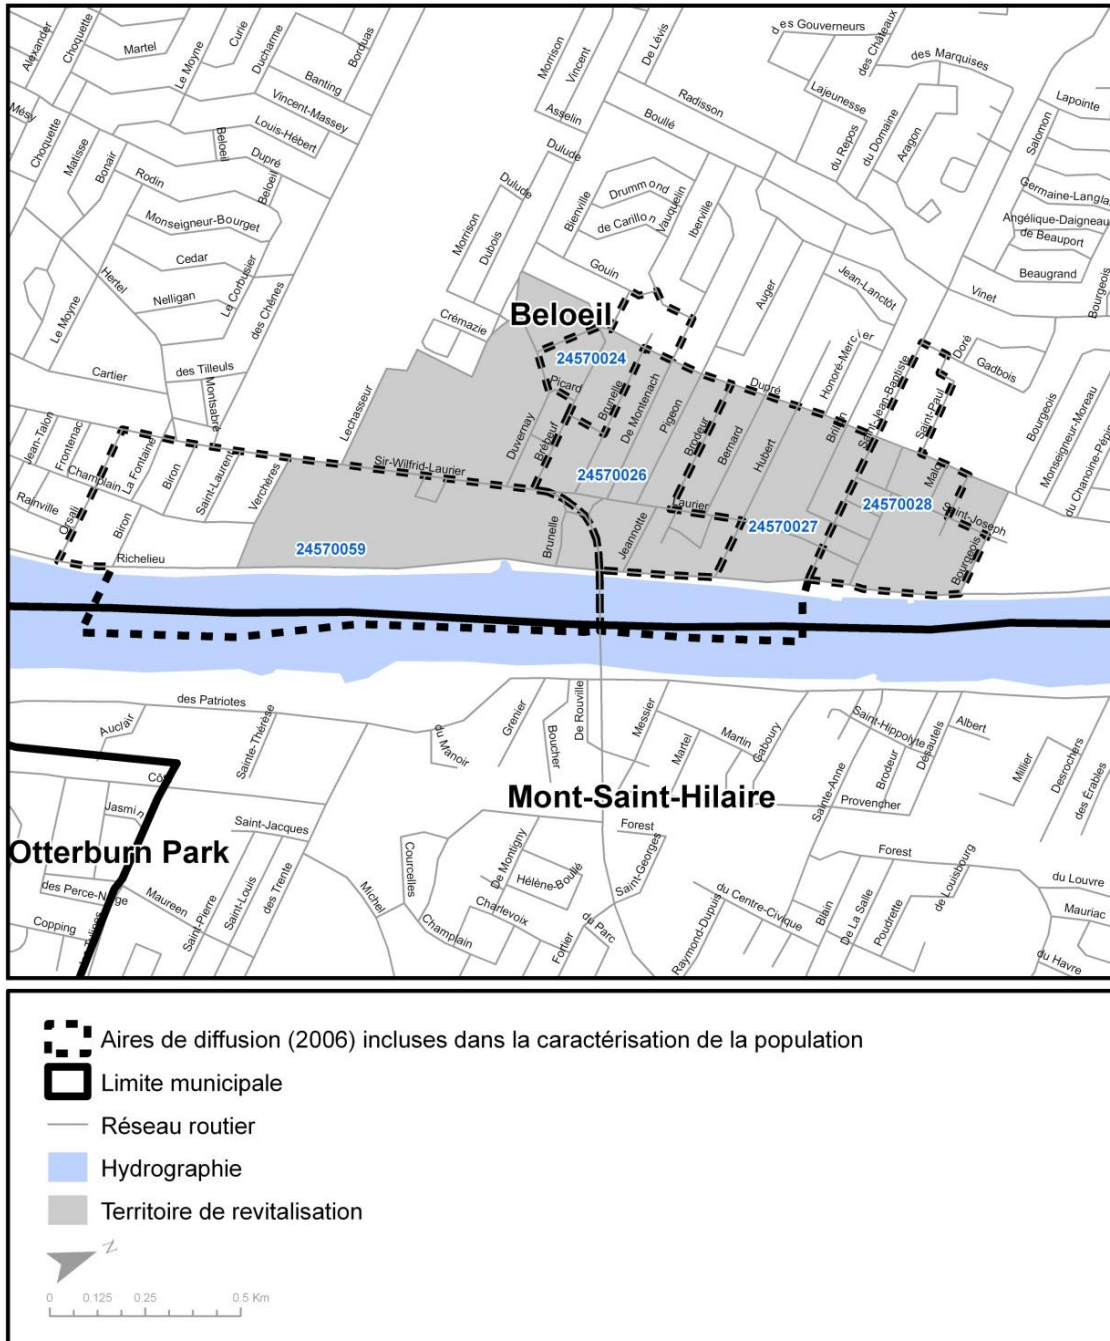 Alexander
Choquette
Martel
Le Moyne
Curie
Ducharme
Borduas
Banting
Vincent-Massey
Louis-Hébert
Mésy
Choquette
Matisse
Bonair
Beloeil
Dupré
Beloeil
Rodin
Monseigneur-Bourget
Cedar
Hertel
Nelligan
Le Corbusier
des Chênes
Le Moyne
des Tilleuls
Cartier
Montsabré
Morrison
Vincent
De Lévis
Asselin
Radisson
Boullé
Dulude
Dulude
Bienville
Drummond
de Carillon
Vauquelin
Iberville
Morrison
Dubois
Gouin
Auger
Crémazie
des Gouverneurs
des Châteaux
des Marquises
Lajeunesse
du Repos
du Domaine
Aragon
Lapointe
Salomon
Germaine-Langla
Angélique-Daigneau
de Beauport
Beaugrand
Bourgeois
Jean-Lanctôt
Vinet
Honoré-Mercier
Doré
Gadbois
Beloeil
24570024
Picard
Brunelle
De Montenach
Dupré
Pigeon
Brodeur
Bernard
Hubert
Brillon
Saint-Jean-Baptiste
Saint-Paul
Bourgeois
Monseigneur-Moreau
du Chanoine-Pépin
Lechasseur
Duvernay
Brébeuf
Malo
Jean-Talon
Frontenac
Champlain
La Fontaine
Biron
Saint-Laurent
Verchères
Sir-Wilfrid-Laurier
24570026
Laurier
24570027
24570028
Saint-Joseph
Rainville
Orsali
Biron
Richelieu
24570059
Brunelle
Jeannotte
Bourgeois
des Patriotes
Auclair
Sainte-Thérèse
du Manoir
Grenier
Boucher
De Rouville
Messier
Martel
Martin
Gaboury
Saint-Hippolyte
Sainte-Anne
Brodeur
Désautels
Albert
Millier
Desrochers
des Érables
Jasmin
Mont-Saint-Hilaire
Provencher
Saint-Jacques
Otterburn Park
Forest
Forest
Courcelles
De Montigny
Hélène-Boullé
Saint-Georges
des Perce-Neige
Maureen
Saint-Pierre
Saint-Louis
des Trente
Michel
Champlain
Charlevoix
Fortier
du Parc
Raymond-Dupuis
du Centre-Civique
Blain
De La Salle
Poudrette
de Louisbourg
du Louvre
Mauriac
du Havre
Copping
Aires de diffusion (2006) incluses dans la caractérisation de la population
Limite municipale
Réseau routier
Hydrographie
Territoire de revitalisation
N
0 0.125 0.25 0.5 Km